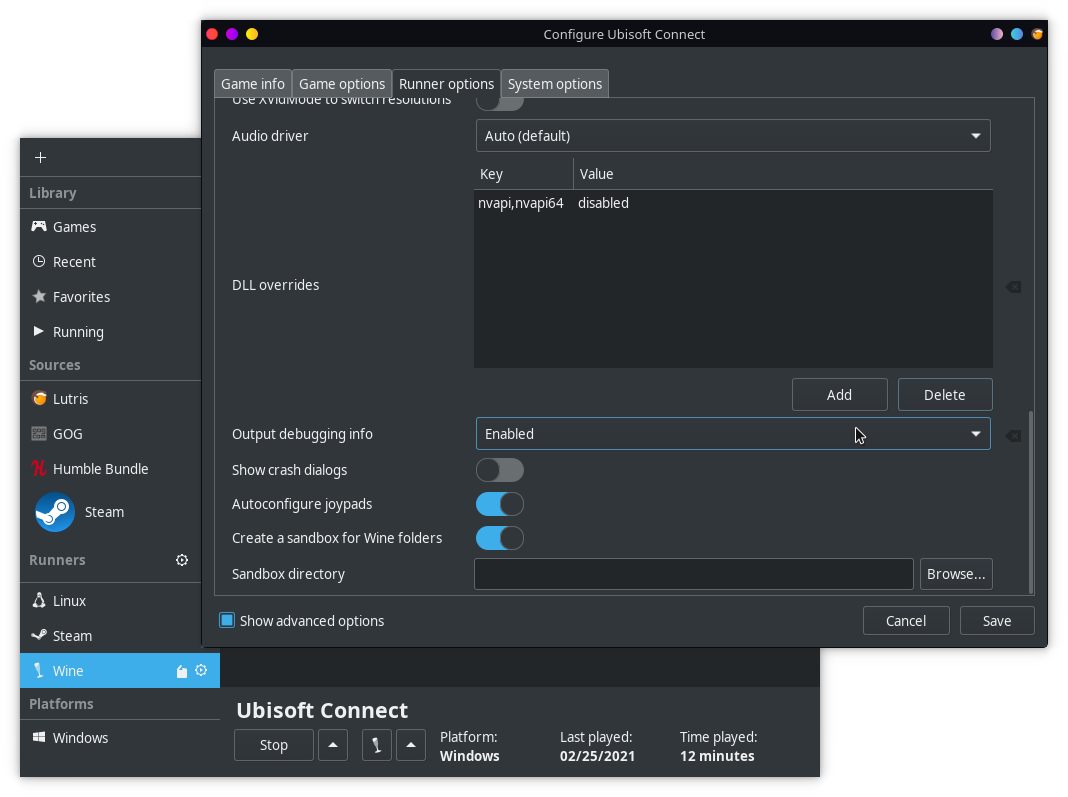 Configure Ubisoft Connect
Game info Game options Runner options System options
Use XVidMode to switch resolutions
Audio driver Auto (default)
Key Value
nvapi,nvapi64 disabled
DLL overrides
Add Delete
Output debugging info Enabled
Show crash dialogs
Autoconfigure joypads
Create a sandbox for Wine folders
Sandbox directory Browse...
Show advanced options Cancel Save
+
Library
Games
Recent
Favorites
Running
Sources
Lutris
GOG
Humble Bundle
Steam
Runners
Linux
Steam
Wine
Platforms
Windows
Ubisoft Connect
Stop
Platform: Last played: Time played:
Windows 02/25/2021 12 minutes